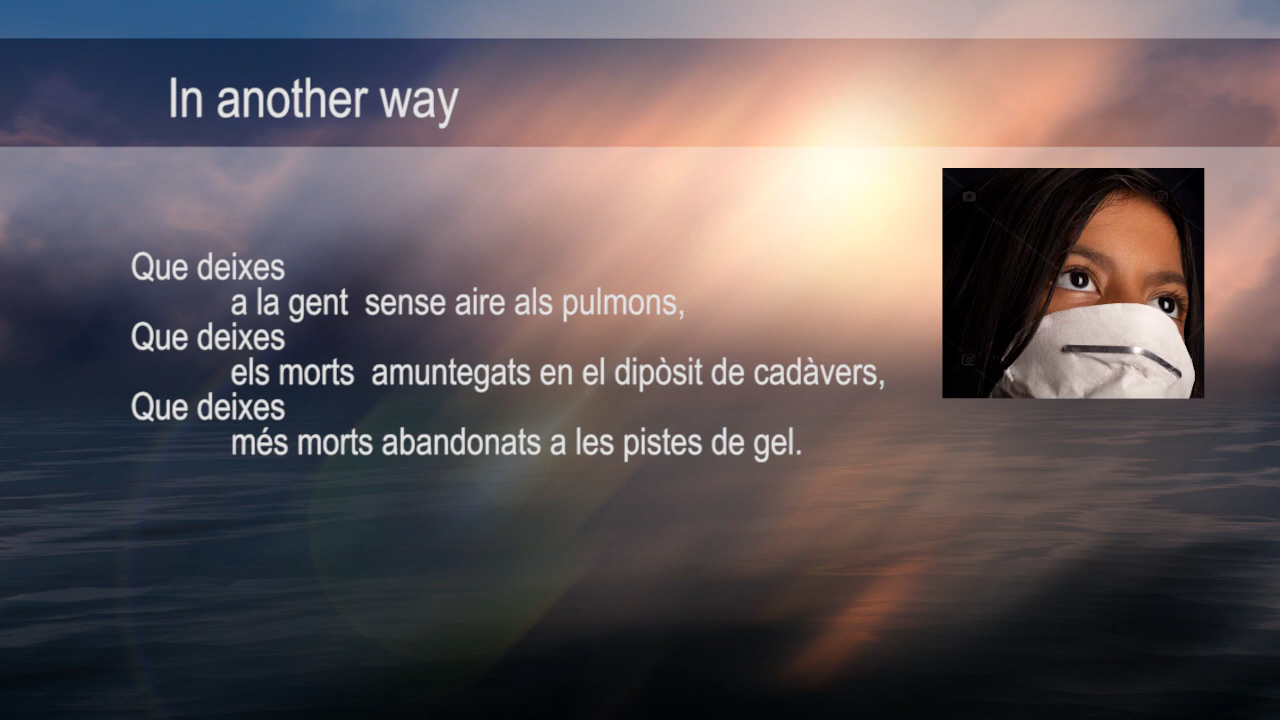 In another way
Que deixes
a la gent sense aire als pulmons,
Que deixes
els morts amuntegats en el dipòsit de cadàvers,
Que deixes
més morts abandonats a les pistes de gel.